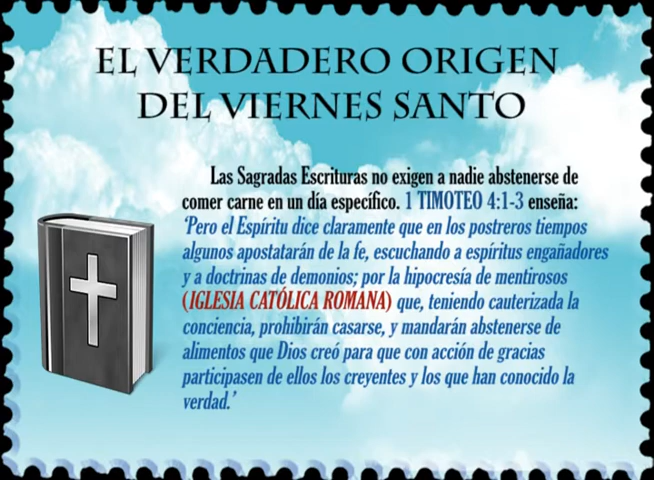 EL VERDADERO ORIGEN
DEL VIERNES SANTO
Las Sagradas Escrituras no exigen a nadie abstenerse de
comer carne en un día específico. 1 TIMOTEO 4:1-3 enseña:
‘Pero el Espíritu dice claramente que en los postreros tiempos
algunos apostatarán de la fe, escuchando a espíritus engañadores
y a doctrinas de demonios; por la hipocresía de mentirosos
(IGLESIA CATÓLICA ROMANA) que, teniendo cauterizada la
conciencia, prohibirán casarse, y mandarán abstenerse de
alimentos que Dios creó para que con acción de gracias
participasen de ellos los creyentes y los que han conocido la
verdad.’